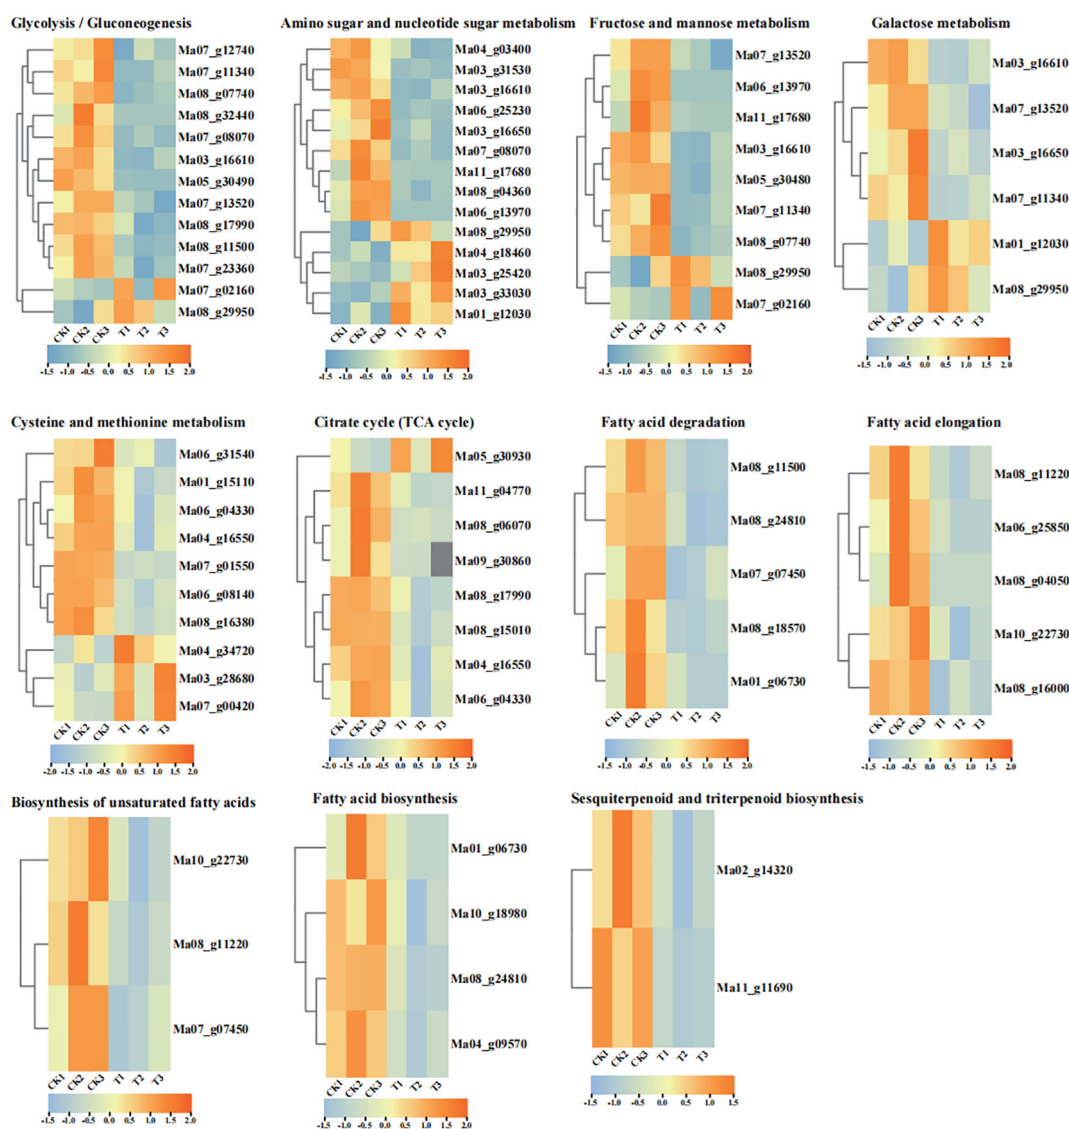 Glycolysis / Gluconeogenesis
Ma07_g12740
Ma07_g11340
Ma08_g07740
Ma08_g32440
Ma07_g08070
Ma03_g16610
Ma05_g30490
Ma07_g13520
Ma08_g17990
Ma08_g11500
Ma07_g23360
Ma07_g02160
Ma08_g29950
CK1 CK2 CK3 T1 T2 T3
-1.5 -1.0 -0.5 0.0 0.5 1.0 1.5 2.0
Amino sugar and nucleotide sugar metabolism
Ma04_g03400
Ma03_g31530
Ma03_g16610
Ma06_g25230
Ma03_g16650
Ma07_g08070
Ma11_g17680
Ma08_g04360
Ma06_g13970
Ma08_g29950
Ma04_g18460
Ma03_g25420
Ma03_g33030
Ma01_g12030
CK1 CK2 CK3 T1 T2 T3
-1.5 -1.0 -0.5 0.0 0.5 1.0 1.5 2.0
Fructose and mannose metabolism
Ma07_g13520
Ma06_g13970
Ma11_g17680
Ma03_g16610
Ma05_g30480
Ma07_g11340
Ma08_g07740
Ma08_g29950
Ma07_g02160
CK1 CK2 CK3 T1 T2 T3
-1.5 -1.0 -0.5 0.0 0.5 1.0 1.5 2.0
Galactose metabolism
Ma03_g16610
Ma07_g13520
Ma03_g16650
Ma07_g11340
Ma01_g12030
Ma08_g29950
CK1 CK2 CK3 T1 T2 T3
-1.5 -1.0 -0.5 0.0 0.5 1.0 1.5 2.0
Cysteine and methionine metabolism
Ma06_g31540
Ma01_g15110
Ma06_g04330
Ma04_g16550
Ma07_g01550
Ma06_g08140
Ma08_g16380
Ma04_g34720
Ma03_g28680
Ma07_g00420
CK1 CK2 CK3 T1 T2 T3
-2.0 -1.5 -1.0 -0.5 0.0 0.5 1.0 1.5 2.0
Citrate cycle (TCA cycle)
Ma05_g30930
Ma11_g04770
Ma08_g06070
Ma09_g30860
Ma08_g17990
Ma08_g15010
Ma04_g16550
Ma06_g04330
CK1 CK2 CK3 T1 T2 T3
-2.0 -1.5 -1.0 -0.5 0.0 0.5 1.0 1.5 2.0
Fatty acid degradation
Ma08_g11500
Ma08_g24810
Ma07_g07450
Ma08_g18570
Ma01_g06730
CK1 CK2 CK3 T1 T2 T3
-1.5 -1.0 -0.5 0.0 0.5 1.0 1.5 2.0
Fatty acid elongation
Ma08_g11220
Ma06_g25850
Ma08_g04050
Ma10_g22730
Ma08_g16000
CK1 CK2 CK3 T1 T2 T3
-1.5 -1.0 -0.5 0.0 0.5 1.0 1.5 2.0
Biosynthesis of unsaturated fatty acids
Ma10_g22730
Ma08_g11220
Ma07_g07450
CK1 CK2 CK3 T1 T2 T3
-1.5 -1.0 -0.5 0.0 0.5 1.0 1.5 2.0
Fatty acid biosynthesis
Ma01_g06730
Ma10_g18980
Ma08_g24810
Ma04_g09570
CK1 CK2 CK3 T1 T2 T3
-1.5 -1.0 -0.5 0.0 0.5 1.0 1.5 2.0
Sesquiterpenoid and triterpenoid biosynthesis
Ma02_g14320
Ma11_g11690
CK1 CK2 CK3 T1 T2 T3
-1.5 -1.0 -0.5 0.0 0.5 1.0 1.5